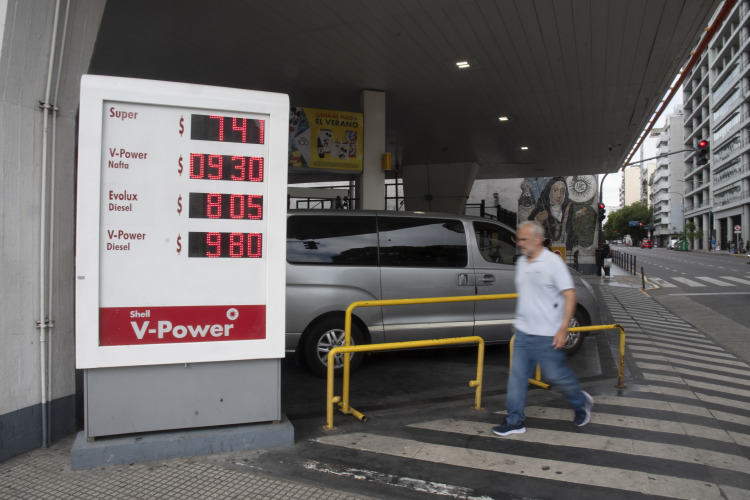 Super
$ 741
V-Power
Nafta
$ 0930
Evolux
Diesel
$ 805
V-Power
Diesel
$ 980
Shell
V-Power
EL VERANO